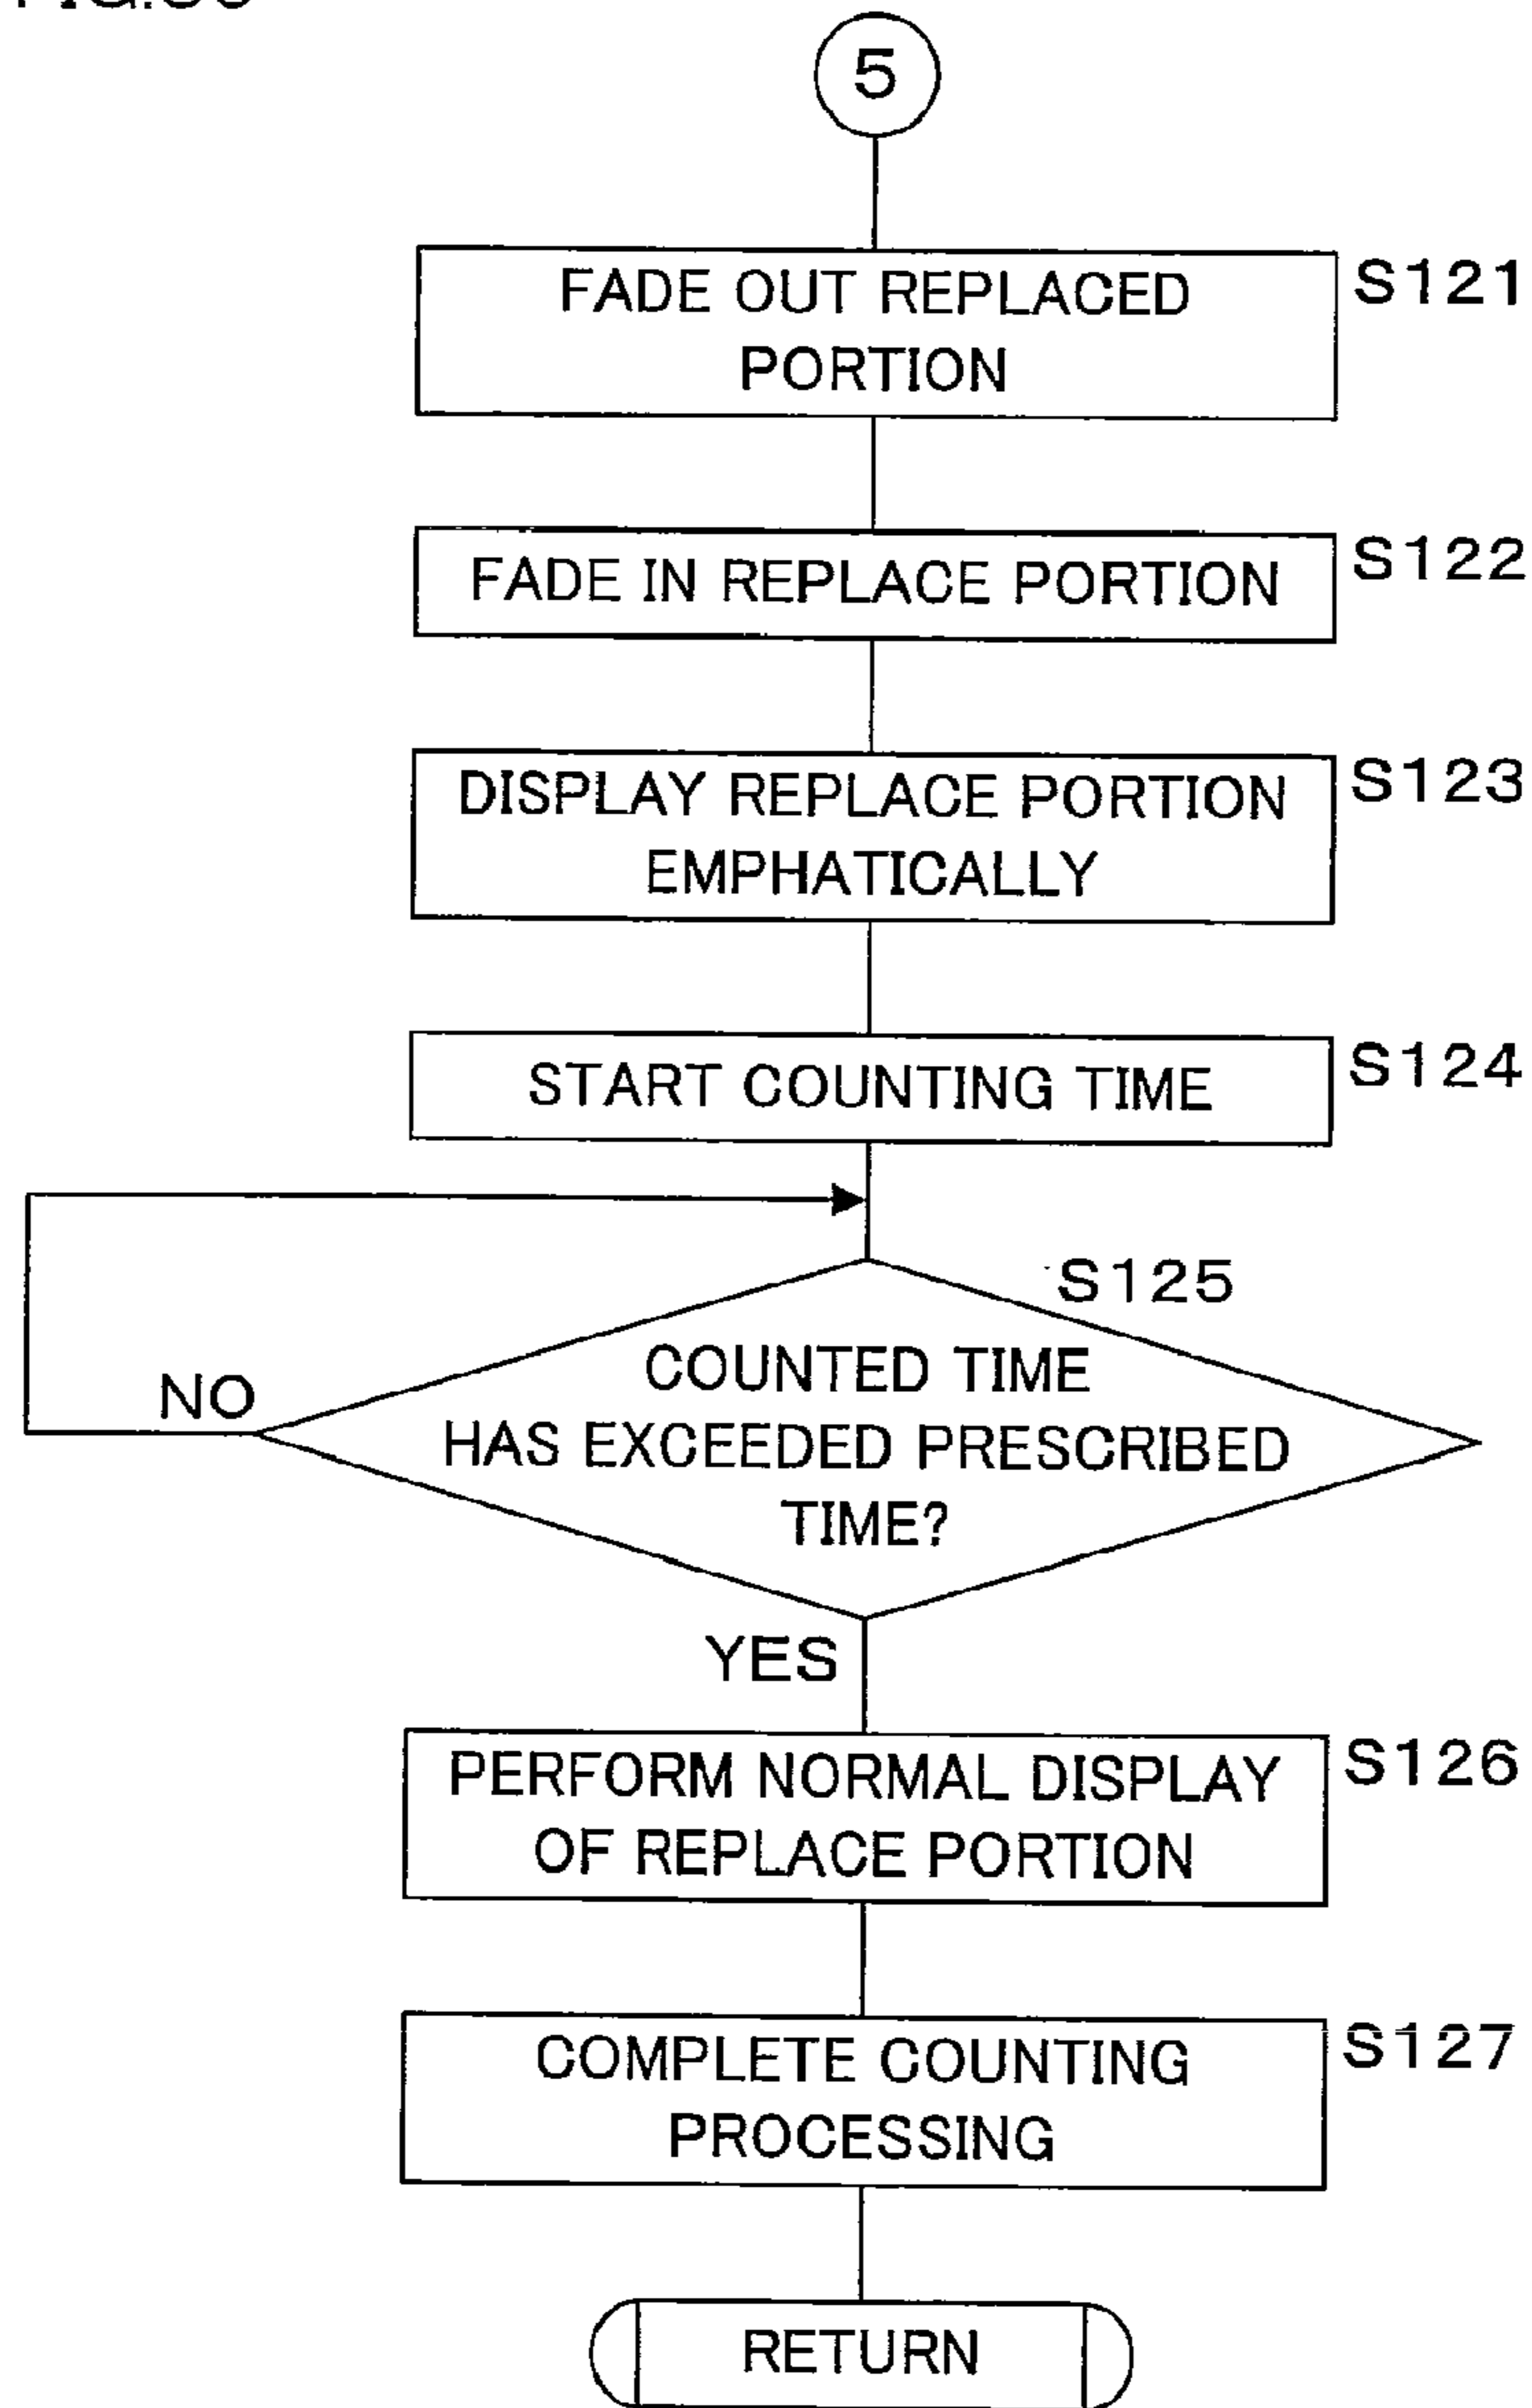 5
FADE OUT REPLACED
PORTION
S121
FADE IN REPLACE PORTION
S122
DISPLAY REPLACE PORTION
EMPHATICALLY
S123
START COUNTING TIME
S124
S125
COUNTED TIME
HAS EXCEEDED PRESCRIBED
TIME?
NO
YES
PERFORM NORMAL DISPLAY
OF REPLACE PORTION
S126
COMPLETE COUNTING
PROCESSING
S127
RETURN